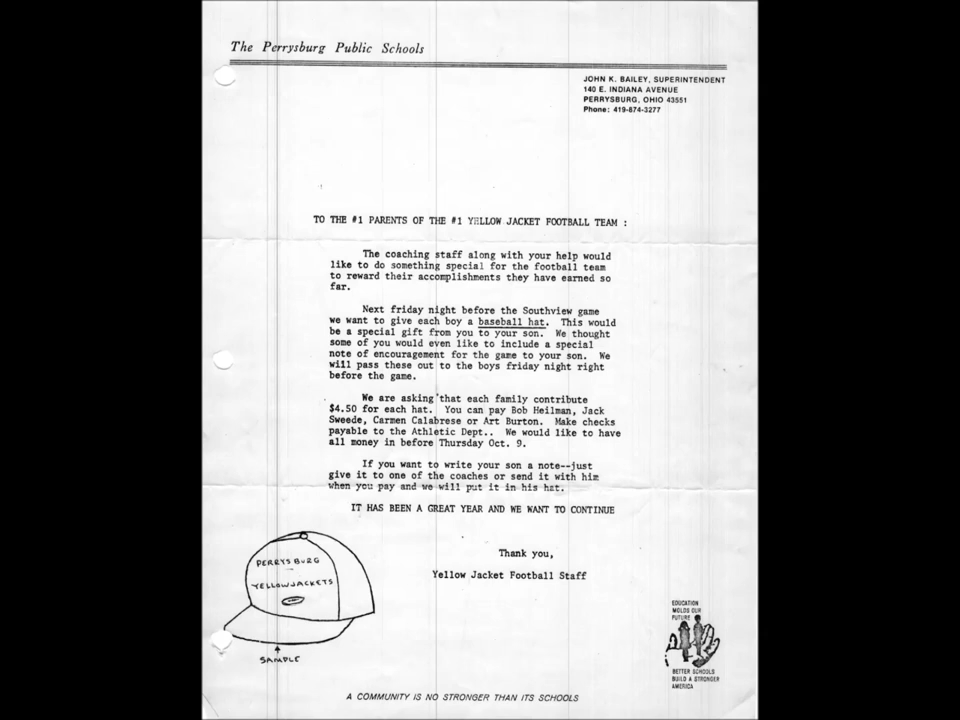 The Perrysburg Public Schools
JOHN K. BAILEY, SUPERINTENDENT
140 E. INDIANA AVENUE
PERRYSBURG, OHIO 43551
Phone: 419-874-3277
TO THE #1 PARENTS OF THE #1 YELLOW JACKET FOOTBALL TEAM :
The coaching staff along with your help would
like to do something special for the football team
to reward their accomplishments they have earned so
far.
Next friday night before the Southview game
we want to give each boy a baseball hat. This would
be a special gift from you to your son. We thought
some of you would even like to include a special
note of encouragement for the game to your son. We
will pass these out to the boys friday night right
before the game.
We are asking that each family contribute
$4.50 for each hat. You can pay Bob Heilman, Jack
Sweede, Carmen Calabrese or Art Burton. Make checks
payable to the Athletic Dept.. We would like to have
all money in before Thursday Oct. 9.
If you want to write your son a note--just
give it to one of the coaches or send it with him
when you pay and we will put it in his hat.
IT HAS BEEN A GREAT YEAR AND WE WANT TO CONTINUE
Thank you,
Yellow Jacket Football Staff
PERRYSBURG
YELLOWJACKETS
SAMPLE
EDUCATION
MOLDS OUR
FUTURE
BETTER SCHOOLS
BUILD A STRONGER
AMERICA
A COMMUNITY IS NO STRONGER THAN ITS SCHOOLS